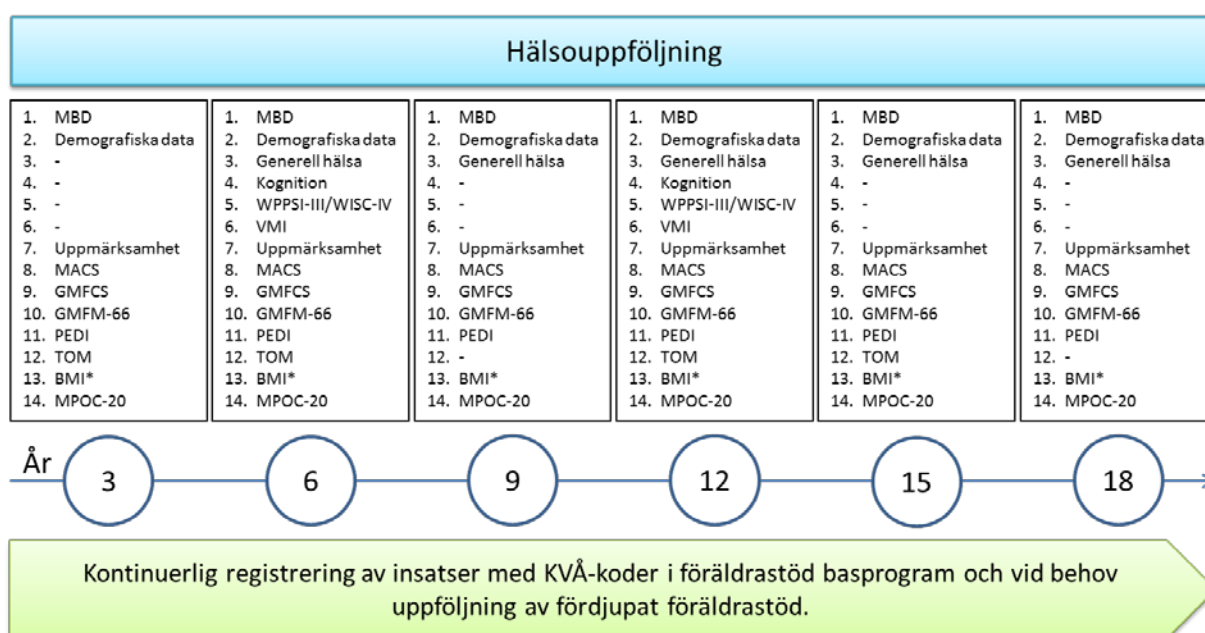 Hälsouppföljning
1. MBD
2. Demografiska data
3. -
4. -
5. -
6. -
7. Uppmärksamhet
8. MACS
9. GMFCS
10. GMFM-66
11. PEDI
12. TOM
13. BMI*
14. MPOC-20
1. MBD
2. Demografiska data
3. Generell hälsa
4. Kognition
5. WPPSI-III/WISC-IV
6. VMI
7. Uppmärksamhet
8. MACS
9. GMFCS
10. GMFM-66
11. PEDI
12. TOM
13. BMI*
14. MPOC-20
1. MBD
2. Demografiska data
3. Generell hälsa
4. -
5. -
6. -
7. Uppmärksamhet
8. MACS
9. GMFCS
10. GMFM-66
11. PEDI
12. -
13. BMI*
14. MPOC-20
1. MBD
2. Demografiska data
3. Generell hälsa
4. Kognition
5. WPPSI-III/WISC-IV
6. VMI
7. Uppmärksamhet
8. MACS
9. GMFCS
10. GMFM-66
11. PEDI
12. TOM
13. BMI*
14. MPOC-20
1. MBD
2. Demografiska data
3. Generell hälsa
4. -
5. -
6. -
7. Uppmärksamhet
8. MACS
9. GMFCS
10. GMFM-66
11. PEDI
12. TOM
13. BMI*
14. MPOC-20
1. MBD
2. Demografiska data
3. Generell hälsa
4. -
5. -
6. -
7. Uppmärksamhet
8. MACS
9. GMFCS
10. GMFM-66
11. PEDI
12. -
13. BMI*
14. MPOC-20
År 3 6 9 12 15 18
Kontinuerlig registrering av insatser med KVÅ-koder i föräldrastöd basprogram och vid behov
uppföljning av fördjupat föräldrastöd.